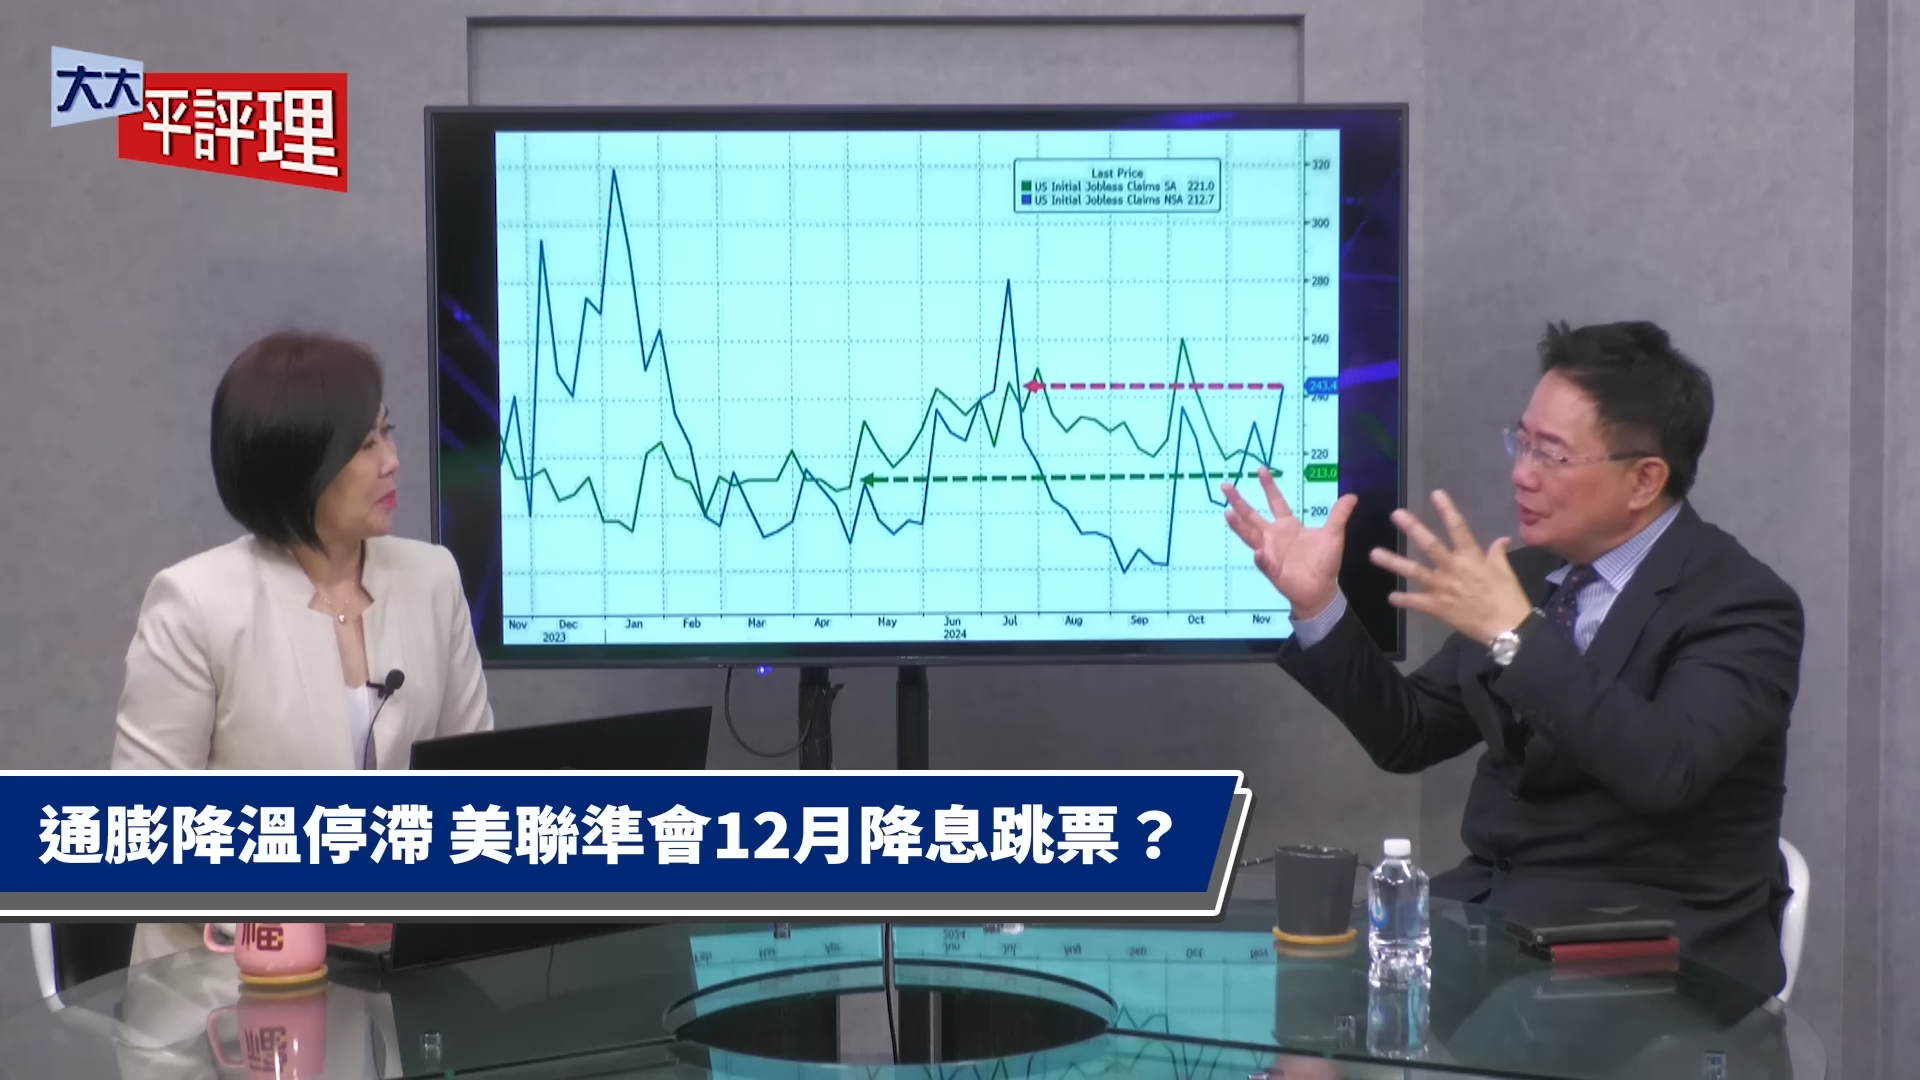 大大
平評理
Last Price
US Initial Jobless Claims SA 221.0
US Initial Jobless Claims NSA 212.7
320
300
280
260
243.4
240
220
213.0
200
Nov Dec Jan Feb Mar Apr May Jun Jul Aug Sep Oct Nov
2023 2024
通膨降溫停滯 美聯準會12月降息跳票？
福